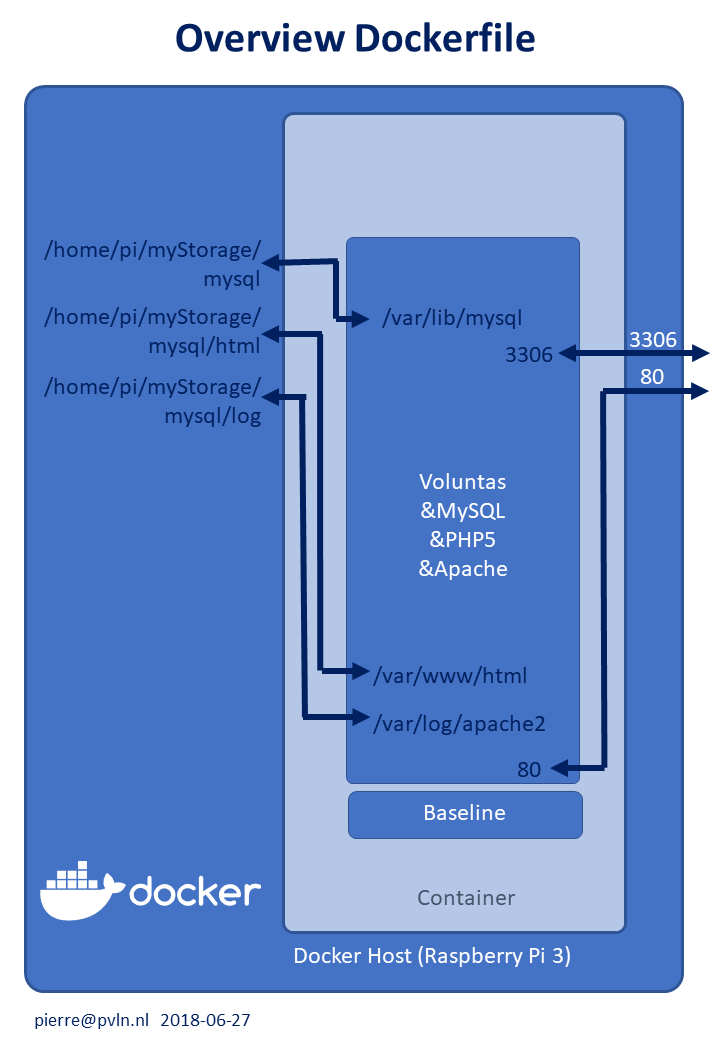 Overview Dockerfile
/home/pi/myStorage/
mysql
/home/pi/myStorage/
mysql/html
/home/pi/myStorage/
mysql/log
/var/lib/mysql
3306
3306
80
Voluntas
&MySQL
&PHP5
&Apache
/var/www/html
/var/log/apache2
80
Baseline
Container
docker
Docker Host (Raspberry Pi 3)
pierre@pvln.nl 2018-06-27